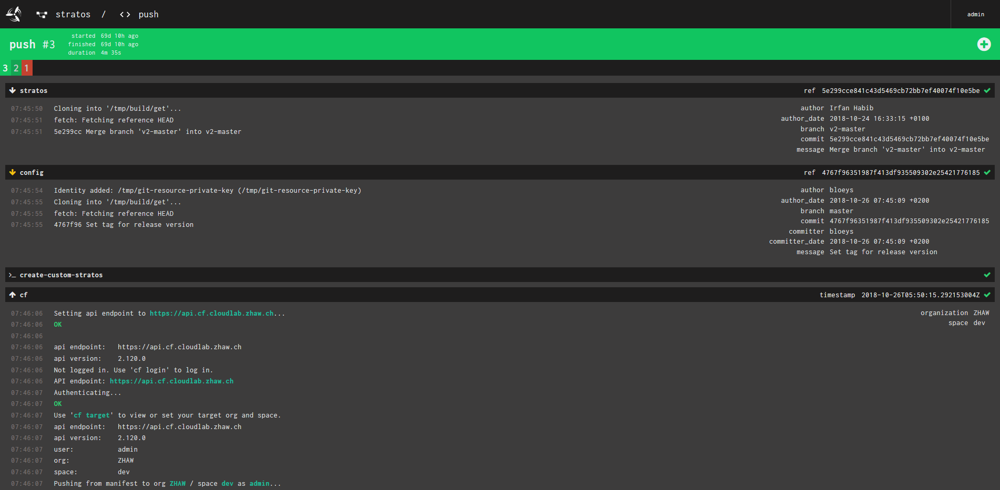 stratos / <> push
admin
push #3
started 69d 10h ago
finished 69d 10h ago
duration 4m 35s
3 2 1
stratos
ref 5e299cce841c43d5469cb72bb7ef40074f10e5be
07:45:50 Cloning into '/tmp/build/get'...
07:45:51 fetch: Fetching reference HEAD
07:45:51 5e299cc Merge branch 'v2-master' into v2-master
author Irfan Habib
author_date 2018-10-24 16:33:15 +0100
branch v2-master
commit 5e299cce841c43d5469cb72bb7ef40074f10e5be
message Merge branch 'v2-master' into v2-master
config
ref 4767f96351987f413df935509302e25421776185
07:45:54 Identity added: /tmp/git-resource-private-key (/tmp/git-resource-private-key)
07:45:55 Cloning into '/tmp/build/get'...
07:45:55 fetch: Fetching reference HEAD
07:45:55 4767f96 Set tag for release version
author bloeys
author_date 2018-10-26 07:45:09 +0200
branch master
commit 4767f96351987f413df935509302e25421776185
committer bloeys
committer_date 2018-10-26 07:45:09 +0200
message Set tag for release version
>_ create-custom-stratos
cf
timestamp 2018-10-26T05:50:15.292153004Z
07:46:06 Setting api endpoint to https://api.cf.cloudlab.zhaw.ch...
07:46:06 OK
07:46:06
07:46:06 api endpoint: https://api.cf.cloudlab.zhaw.ch
07:46:06 api version: 2.120.0
07:46:06 Not logged in. Use 'cf login' to log in.
07:46:06 API endpoint: https://api.cf.cloudlab.zhaw.ch
07:46:07 Authenticating...
07:46:07 OK
07:46:07 Use 'cf target' to view or set your target org and space.
07:46:07 api endpoint: https://api.cf.cloudlab.zhaw.ch
07:46:07 api version: 2.120.0
07:46:07 user: admin
07:46:07 org: ZHAW
07:46:07 space: dev
07:46:07 Pushing from manifest to org ZHAW / space dev as admin...
organization ZHAW
space dev